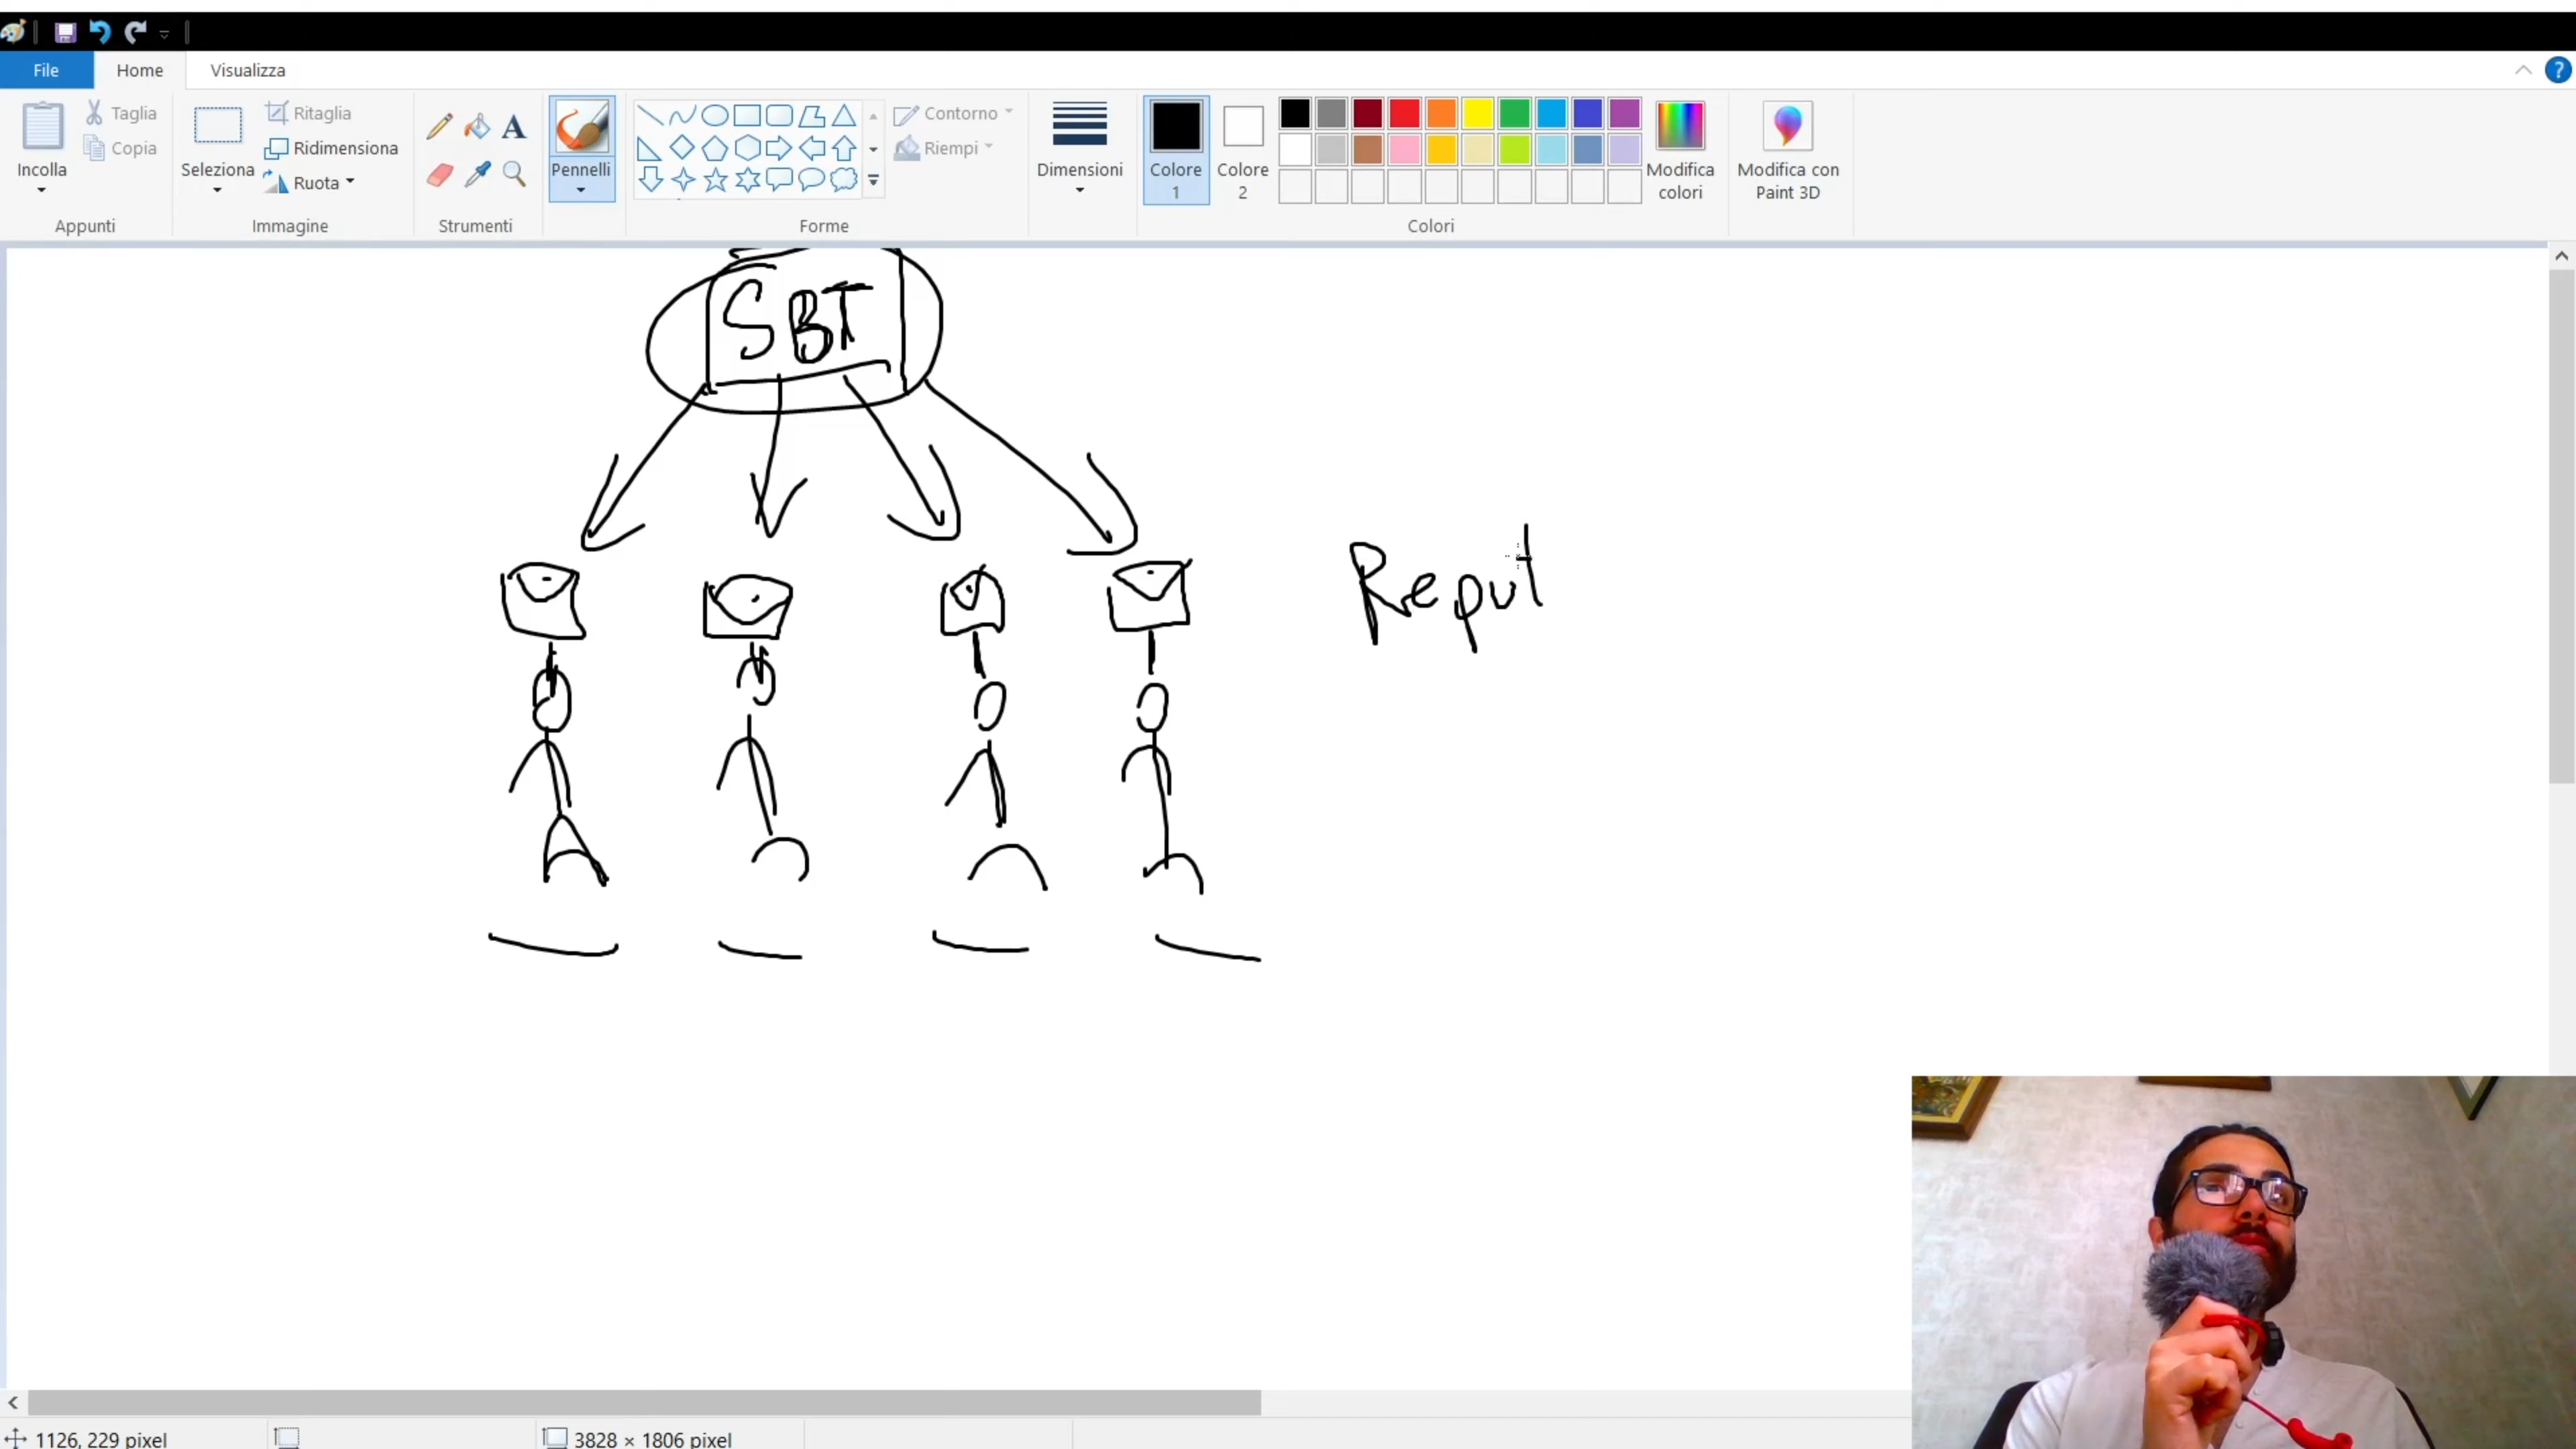 File Home Visualizza
Incolla
Taglia
Copia
Appunti
Seleziona
Ritaglia
Ridimensiona
Ruota
Immagine
Strumenti
Pennelli
Contorno
Riempi
Forme
Dimensioni
Colore
1
Colore
2
Modifica
colori
Colori
Modifica con
Paint 3D
SBT
Reput
1126, 229 pixel 3828 × 1806 pixel